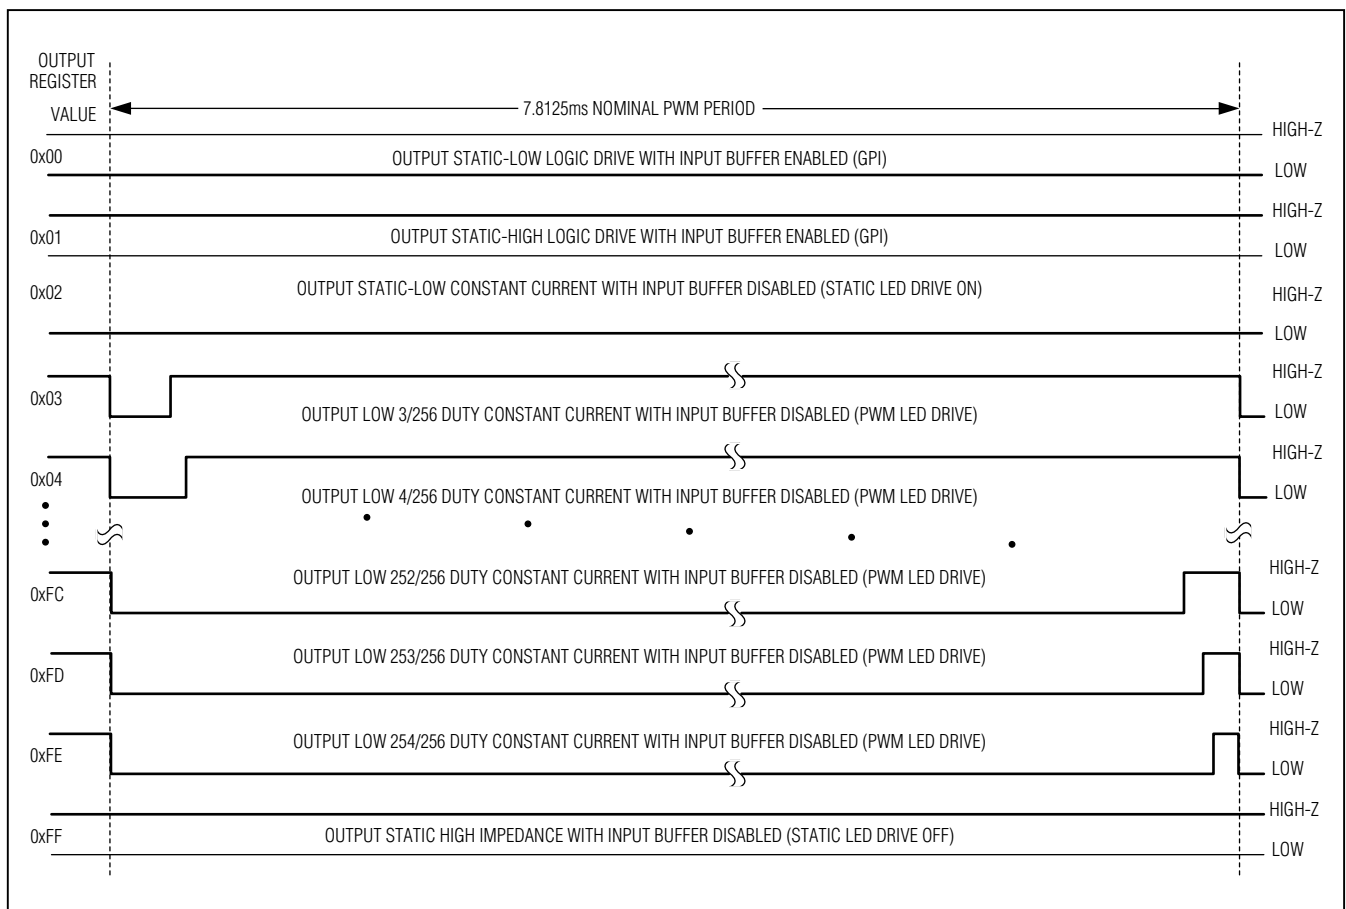 OUTPUT
REGISTER
VALUE
7.8125ms NOMINAL PWM PERIOD
HIGH-Z
0x00
OUTPUT STATIC-LOW LOGIC DRIVE WITH INPUT BUFFER ENABLED (GPI)
LOW
HIGH-Z
0x01
OUTPUT STATIC-HIGH LOGIC DRIVE WITH INPUT BUFFER ENABLED (GPI)
LOW
0x02
OUTPUT STATIC-LOW CONSTANT CURRENT WITH INPUT BUFFER DISABLED (STATIC LED DRIVE ON)
HIGH-Z
LOW
HIGH-Z
0x03
OUTPUT LOW 3/256 DUTY CONSTANT CURRENT WITH INPUT BUFFER DISABLED (PWM LED DRIVE)
LOW
HIGH-Z
0x04
OUTPUT LOW 4/256 DUTY CONSTANT CURRENT WITH INPUT BUFFER DISABLED (PWM LED DRIVE)
LOW
HIGH-Z
OUTPUT LOW 252/256 DUTY CONSTANT CURRENT WITH INPUT BUFFER DISABLED (PWM LED DRIVE)
0xFC
LOW
HIGH-Z
OUTPUT LOW 253/256 DUTY CONSTANT CURRENT WITH INPUT BUFFER DISABLED (PWM LED DRIVE)
0xFD
LOW
HIGH-Z
OUTPUT LOW 254/256 DUTY CONSTANT CURRENT WITH INPUT BUFFER DISABLED (PWM LED DRIVE)
0xFE
LOW
HIGH-Z
0xFF
OUTPUT STATIC HIGH IMPEDANCE WITH INPUT BUFFER DISABLED (STATIC LED DRIVE OFF)
LOW